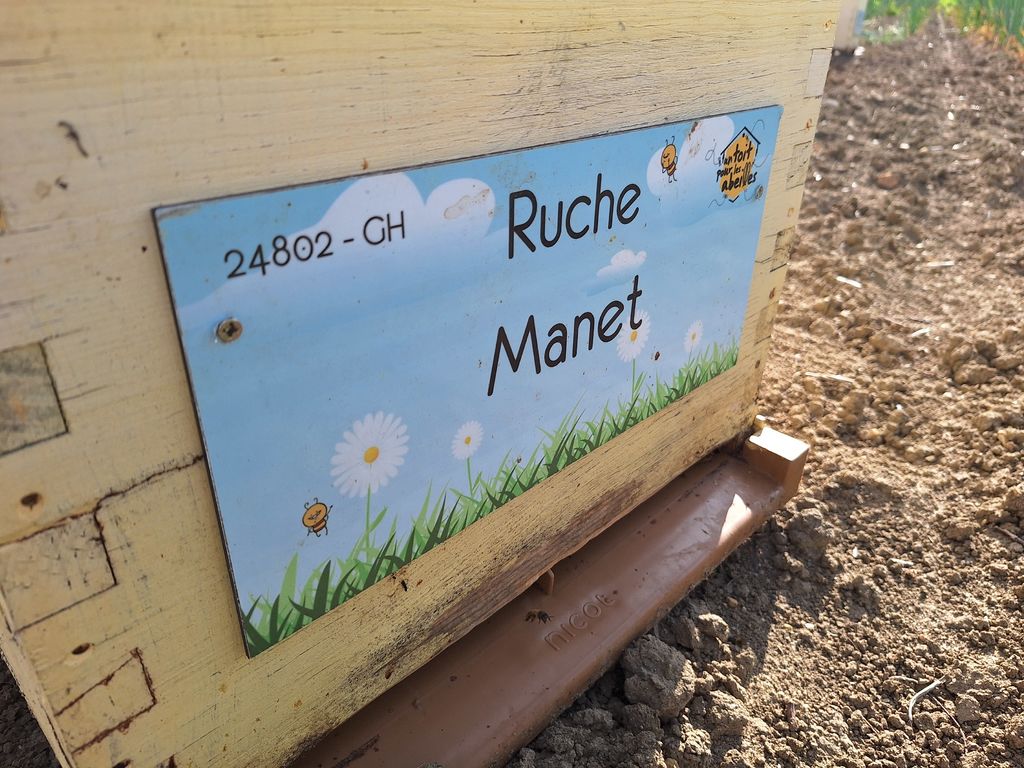 24802 - GH
Ruche
Manet
un toit
pour les
abeilles
nicot